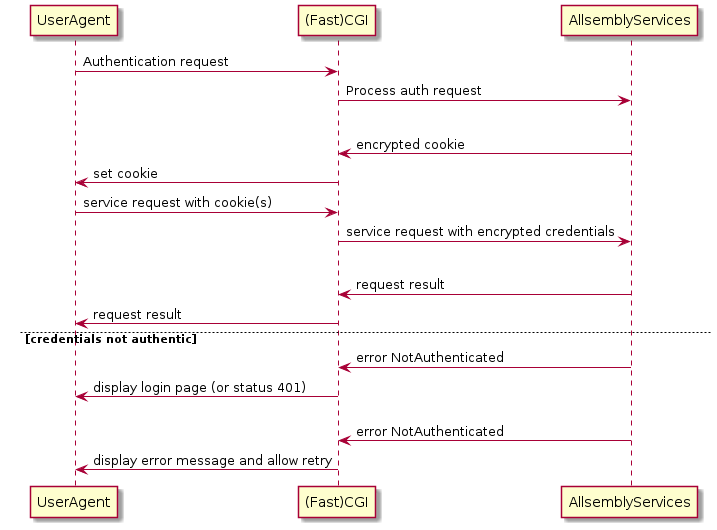 UserAgent
(Fast)CGI
AllsemblyServices
Authentication request
Process auth request
encrypted cookie
set cookie
service request with cookie(s)
service request with encrypted credentials
request result
request result
[credentials not authentic]
error NotAuthenticated
display login page (or status 401)
error NotAuthenticated
display error message and allow retry
UserAgent
(Fast)CGI
AllsemblyServices